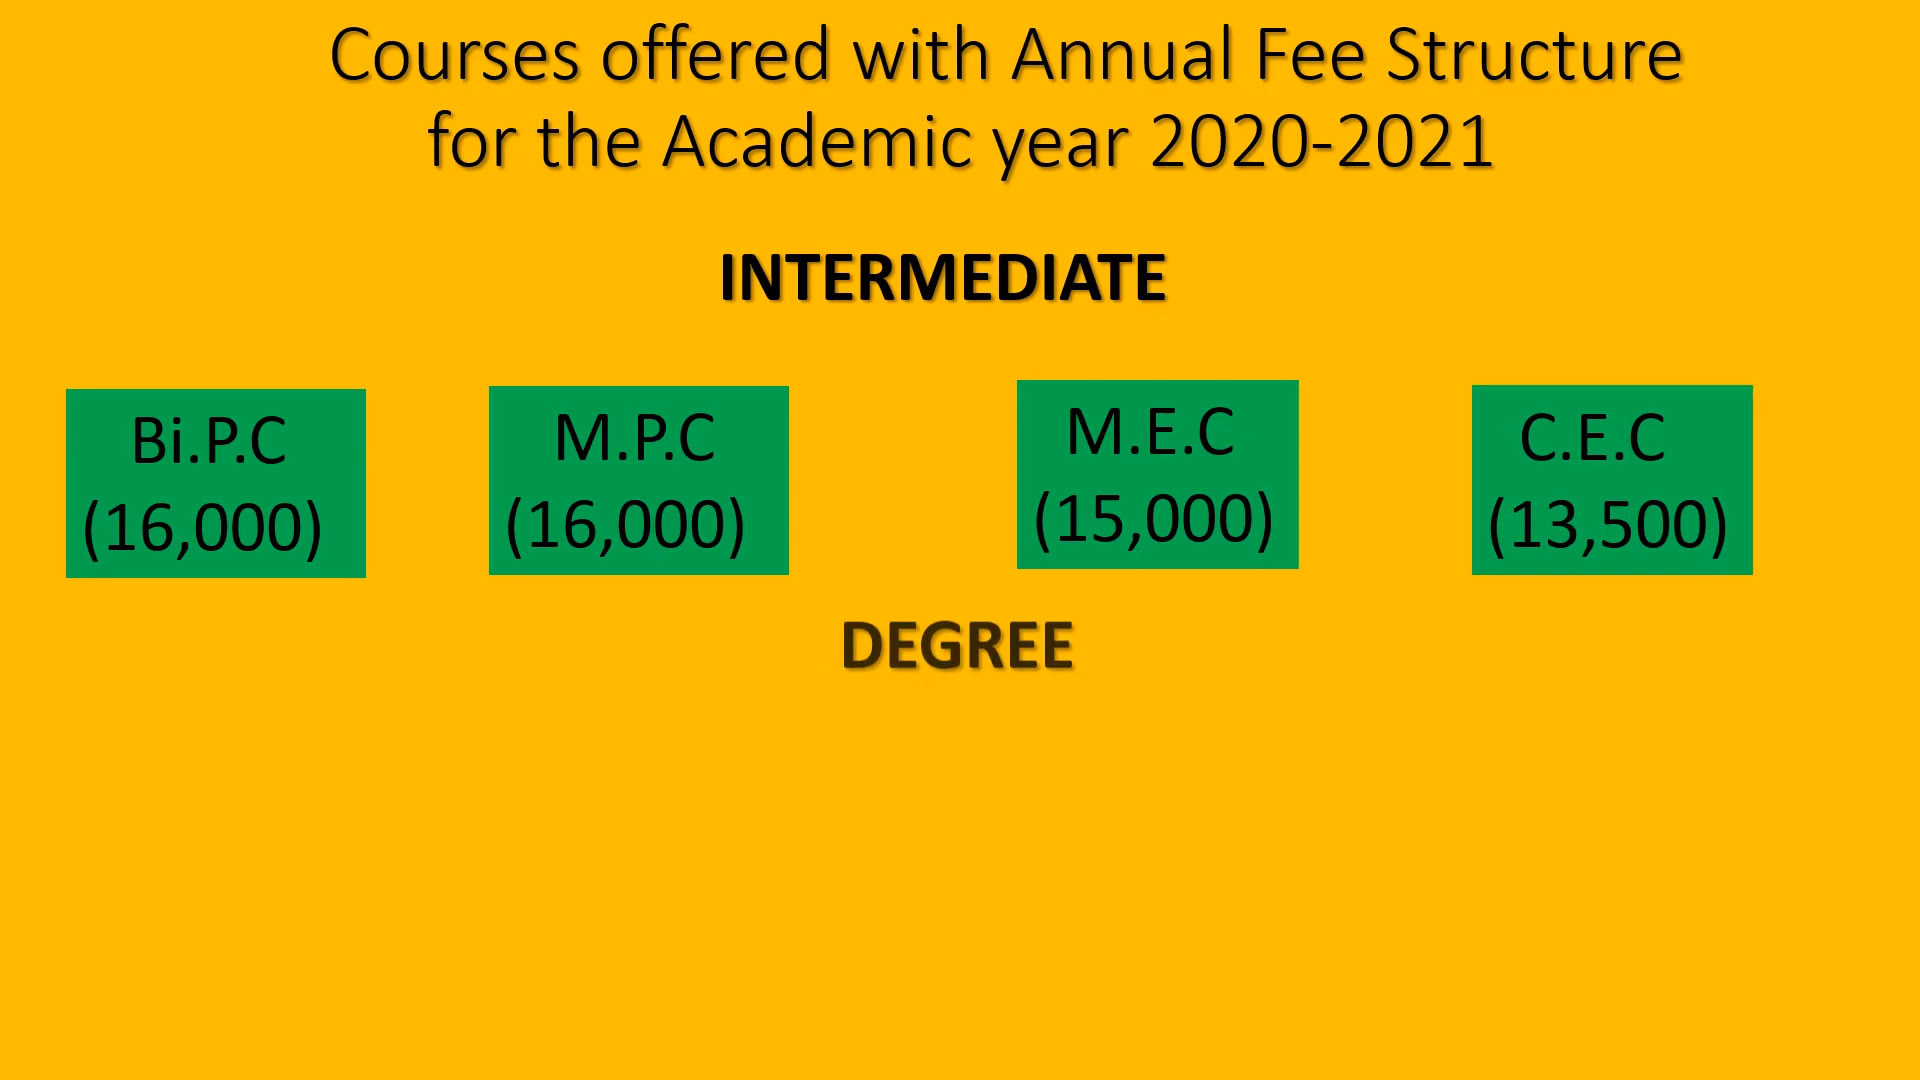 Courses offered with Annual Fee Structure
for the Academic year 2020-2021
INTERMEDIATE
Bi.P.C
(16,000)
M.P.C
(16,000)
M.E.C
(15,000)
C.E.C
(13,500)
DEGREE